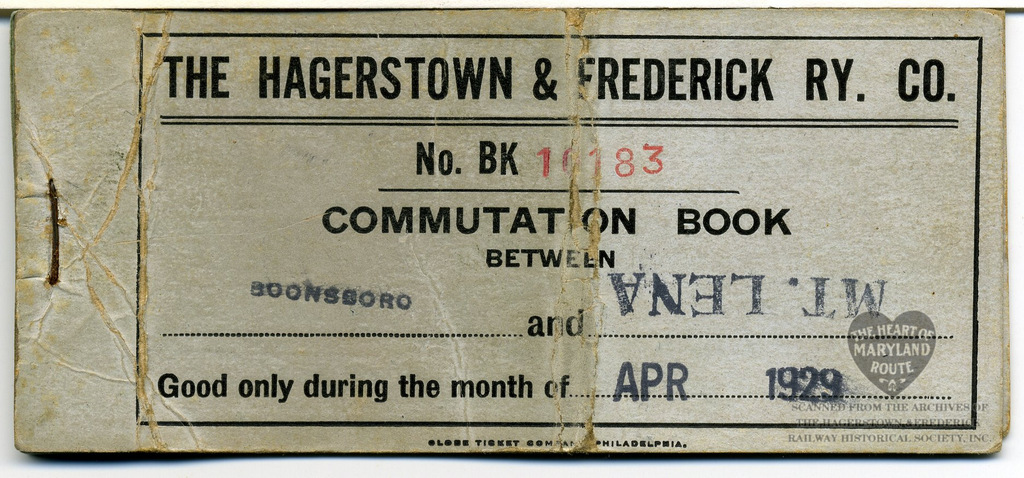 THE HAGERSTOWN & FREDERICK RY. CO.
No. BK 10183
COMMUTATION BOOK
BETWEEN
BOONSBORO and MT. LENA
Good only during the month of APR 1929
GLOBE TICKET COMPANY PHILADELPHIA.
THE HEART OF
MARYLAND
ROUTE
SCANNED FROM THE ARCHIVES OF
THE HAGERSTOWN & FREDERICK
RAILWAY HISTORICAL SOCIETY, INC.